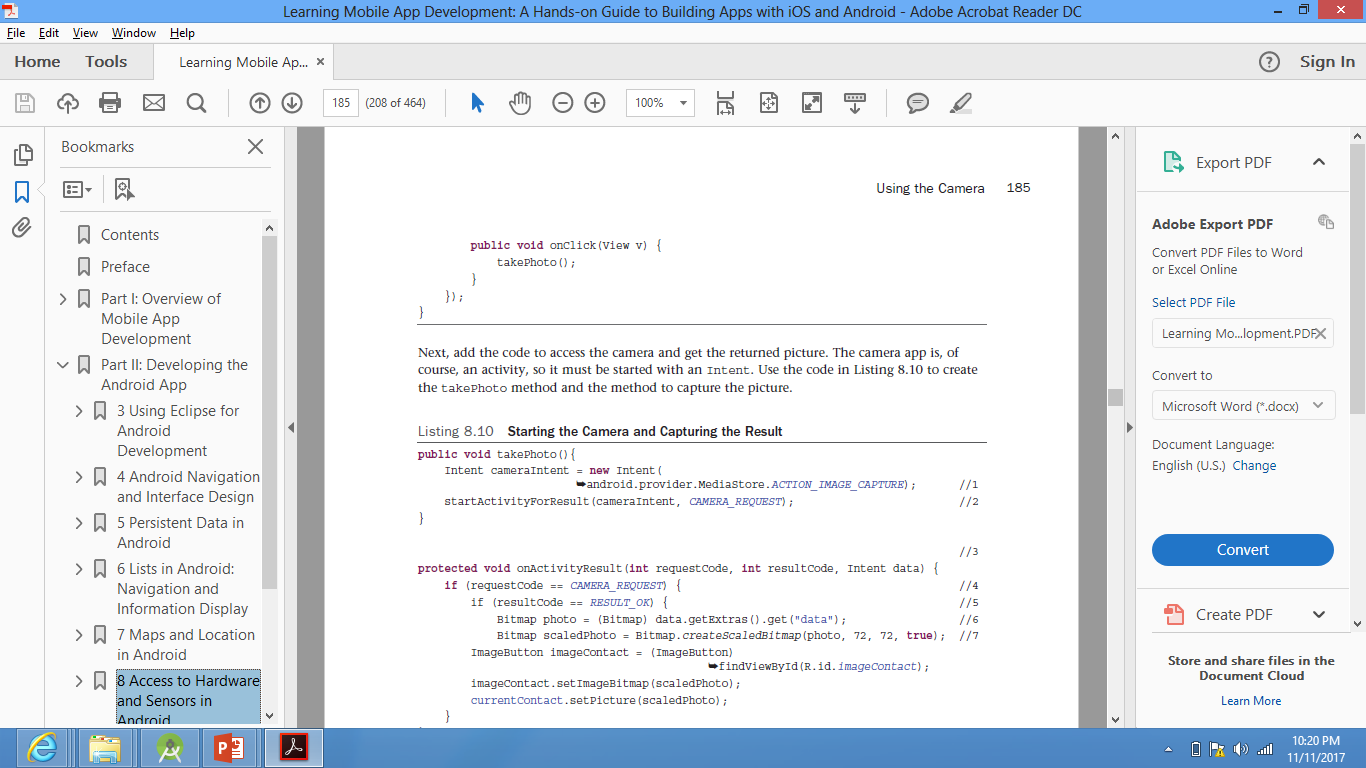 Learning Mobile App Development: A Hands-on Guide to Building Apps with iOS and Android - Adobe Acrobat Reader DC
File Edit View Window Help
Home Tools Learning Mobile Ap... × Sign In
185 (208 of 464) 100%
Bookmarks
Contents
Preface
Part I: Overview of
Mobile App
Development
Part II: Developing the
Android App
3 Using Eclipse for
Android
Development
4 Android Navigation
and Interface Design
5 Persistent Data in
Android
6 Lists in Android:
Navigation and
Information Display
7 Maps and Location
in Android
8 Access to Hardware
and Sensors in
Android
Using the Camera 185
public void onClick(View v) {
takePhoto();
}
});
}
Next, add the code to access the camera and get the returned picture. The camera app is, of
course, an activity, so it must be started with an Intent. Use the code in Listing 8.10 to create
the takePhoto method and the method to capture the picture.
Listing 8.10 Starting the Camera and Capturing the Result
public void takePhoto(){
Intent cameraIntent = new Intent(
➥android.provider.MediaStore.ACTION_IMAGE_CAPTURE); //1
startActivityForResult(cameraIntent, CAMERA_REQUEST); //2
}
//3
protected void onActivityResult(int requestCode, int resultCode, Intent data) {
if (requestCode == CAMERA_REQUEST) { //4
if (resultCode == RESULT_OK) { //5
Bitmap photo = (Bitmap) data.getExtras().get("data"); //6
Bitmap scaledPhoto = Bitmap.createScaledBitmap(photo, 72, 72, true); //7
ImageButton imageContact = (ImageButton)
➥findViewById(R.id.imageContact);
imageContact.setImageBitmap(scaledPhoto);
currentContact.setPicture(scaledPhoto);
}
Export PDF
Adobe Export PDF
Convert PDF Files to Word
or Excel Online
Select PDF File
Learning Mo...lopment.PDF
Convert to
Microsoft Word (*.docx)
Document Language:
English (U.S.) Change
Convert
Create PDF
Store and share files in the
Document Cloud
Learn More
10:20 PM
11/11/2017